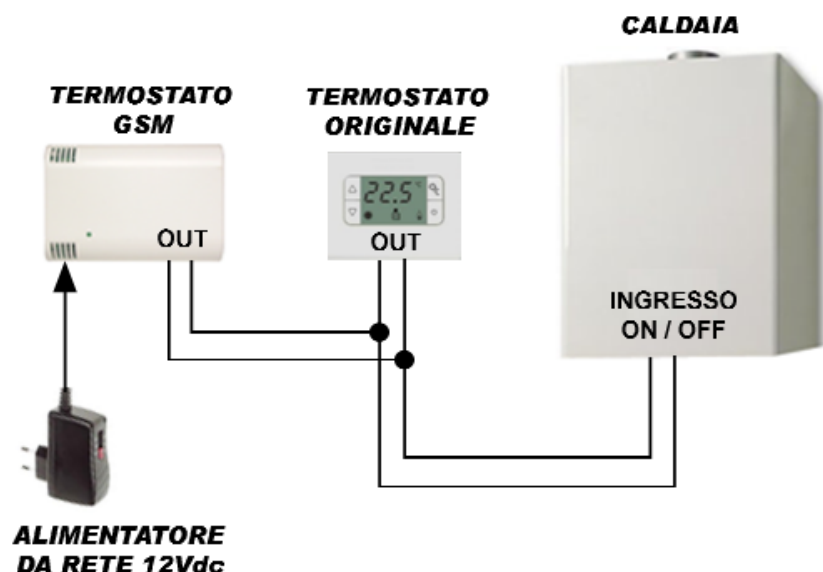 CALDAIA
TERMOSTATO
GSM
TERMOSTATO
ORIGINALE
22.5
OUT
OUT
INGRESSO
ON / OFF
ALIMENTATORE
DA RETE 12Vdc